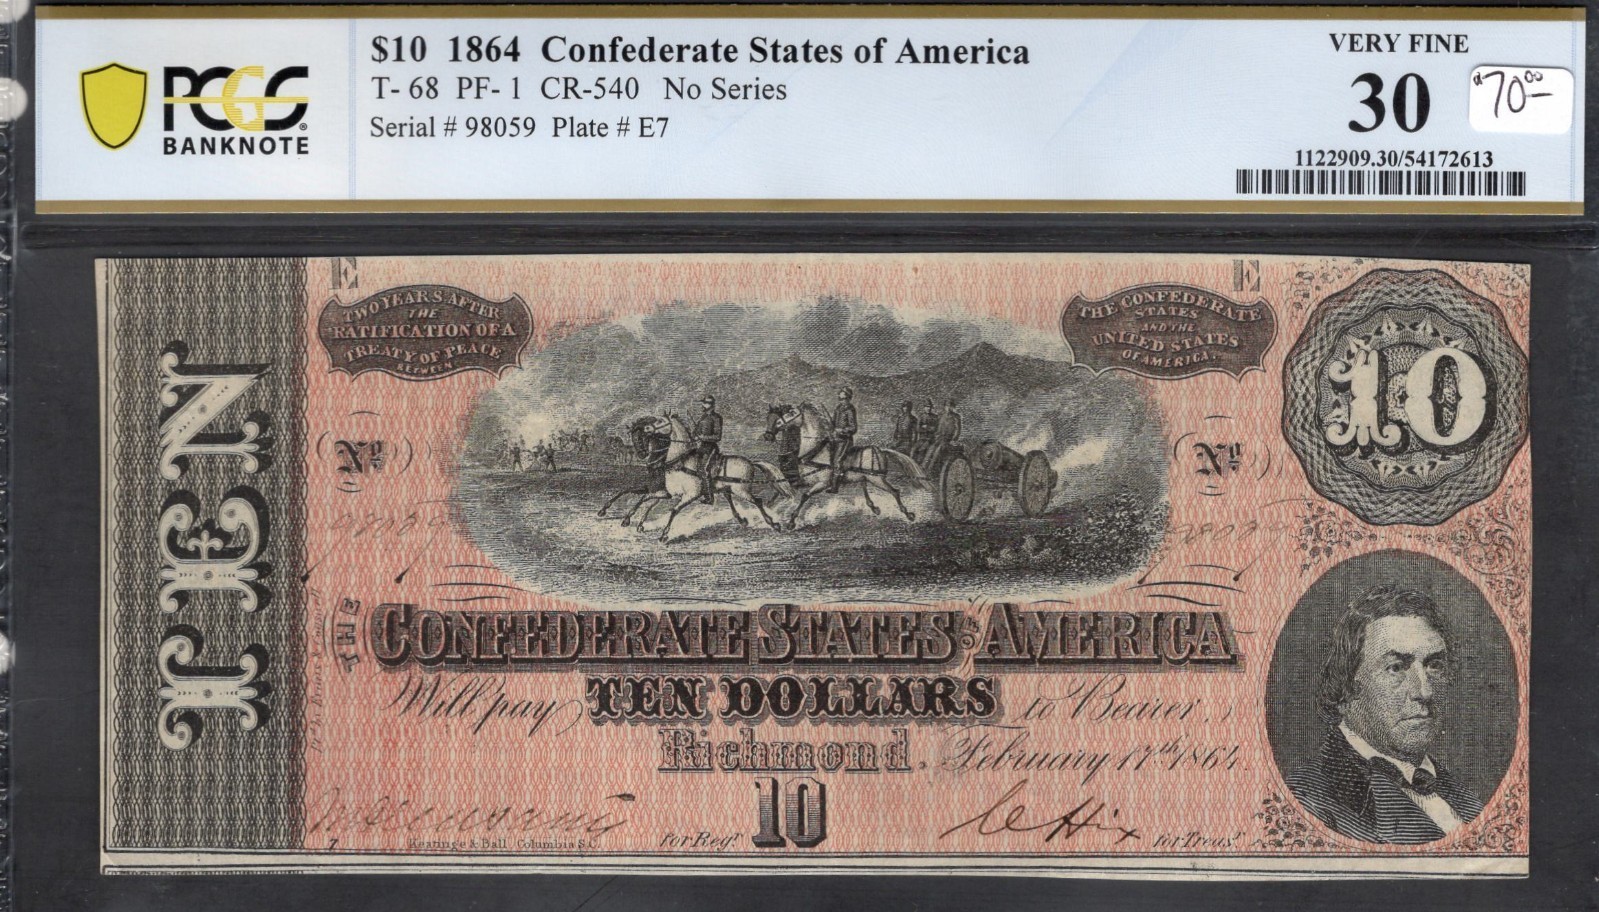 PCGS
BANKNOTE
$10 1864 Confederate States of America
T- 68 PF- 1 CR-540 No Series
Serial # 98059 Plate # E7
VERY FINE
30
$70.00
1122909.30/54172613
E
E
TWO YEARS AFTER
THE
RATIFICATION OF A
TREATY OF PEACE
BETWEEN
THE CONFEDERATE
STATES
AND THE
UNITED STATES
OF AMERICA.
TEN
10
No
No
98059
98059
THE
CONFEDERATE STATES OF AMERICA
Will pay TEN DOLLARS to Bearer.
Richmond. February 17th 1864.
10
7
Keatinge & Ball Columbia S.C.
for Regr
for Treasr